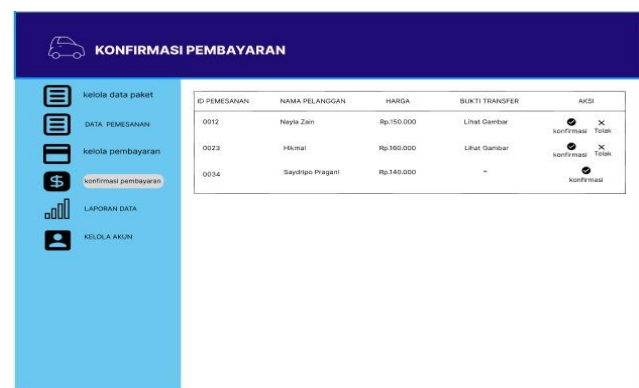 KONFIRMASI PEMBAYARAN
kelola data paket
DATA PEMESANAN
kelola pembayaran
$
konfirmasi pembayaran
LAPORAN DATA
KELOLA AKUN
ID PEMESANAN NAMA PELANGGAN HARGA BUKTI TRANSFER AKSI
0012 Nayla Zain Rp.150.000 Lihat Gambar konfirmasi Tolak
0023 Hikmal Rp.160.000 Lihat Gambar konfirmasi Tolak
0034 Saydripo Pragani Rp.140.000 – konfirmasi